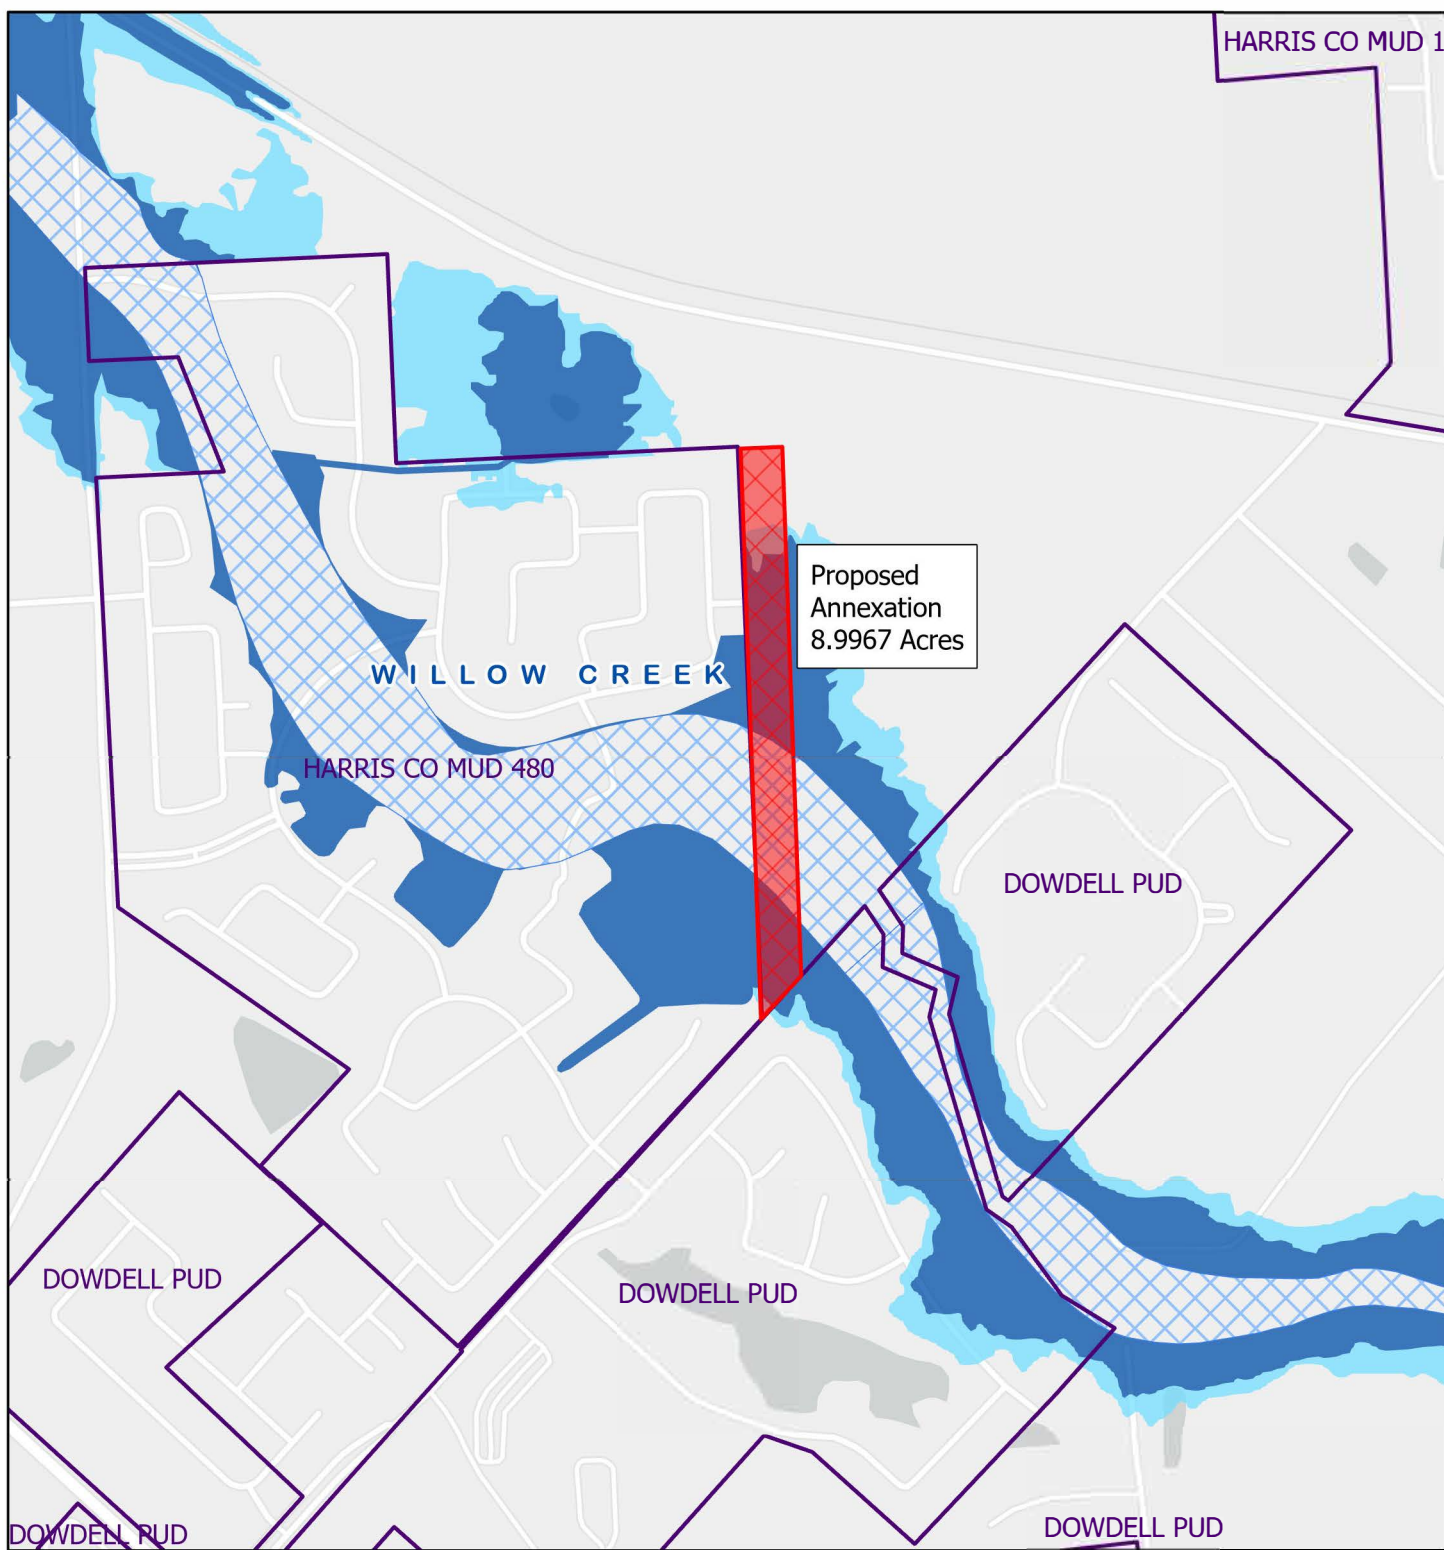 HARRIS CO MUD 1
Proposed
Annexation
8.9967 Acres
WILLOW CREEK
HARRIS CO MUD 480
DOWDELL PUD
DOWDELL PUD
DOWDELL PUD
DOWDELL PUD
DOWDELL PUD